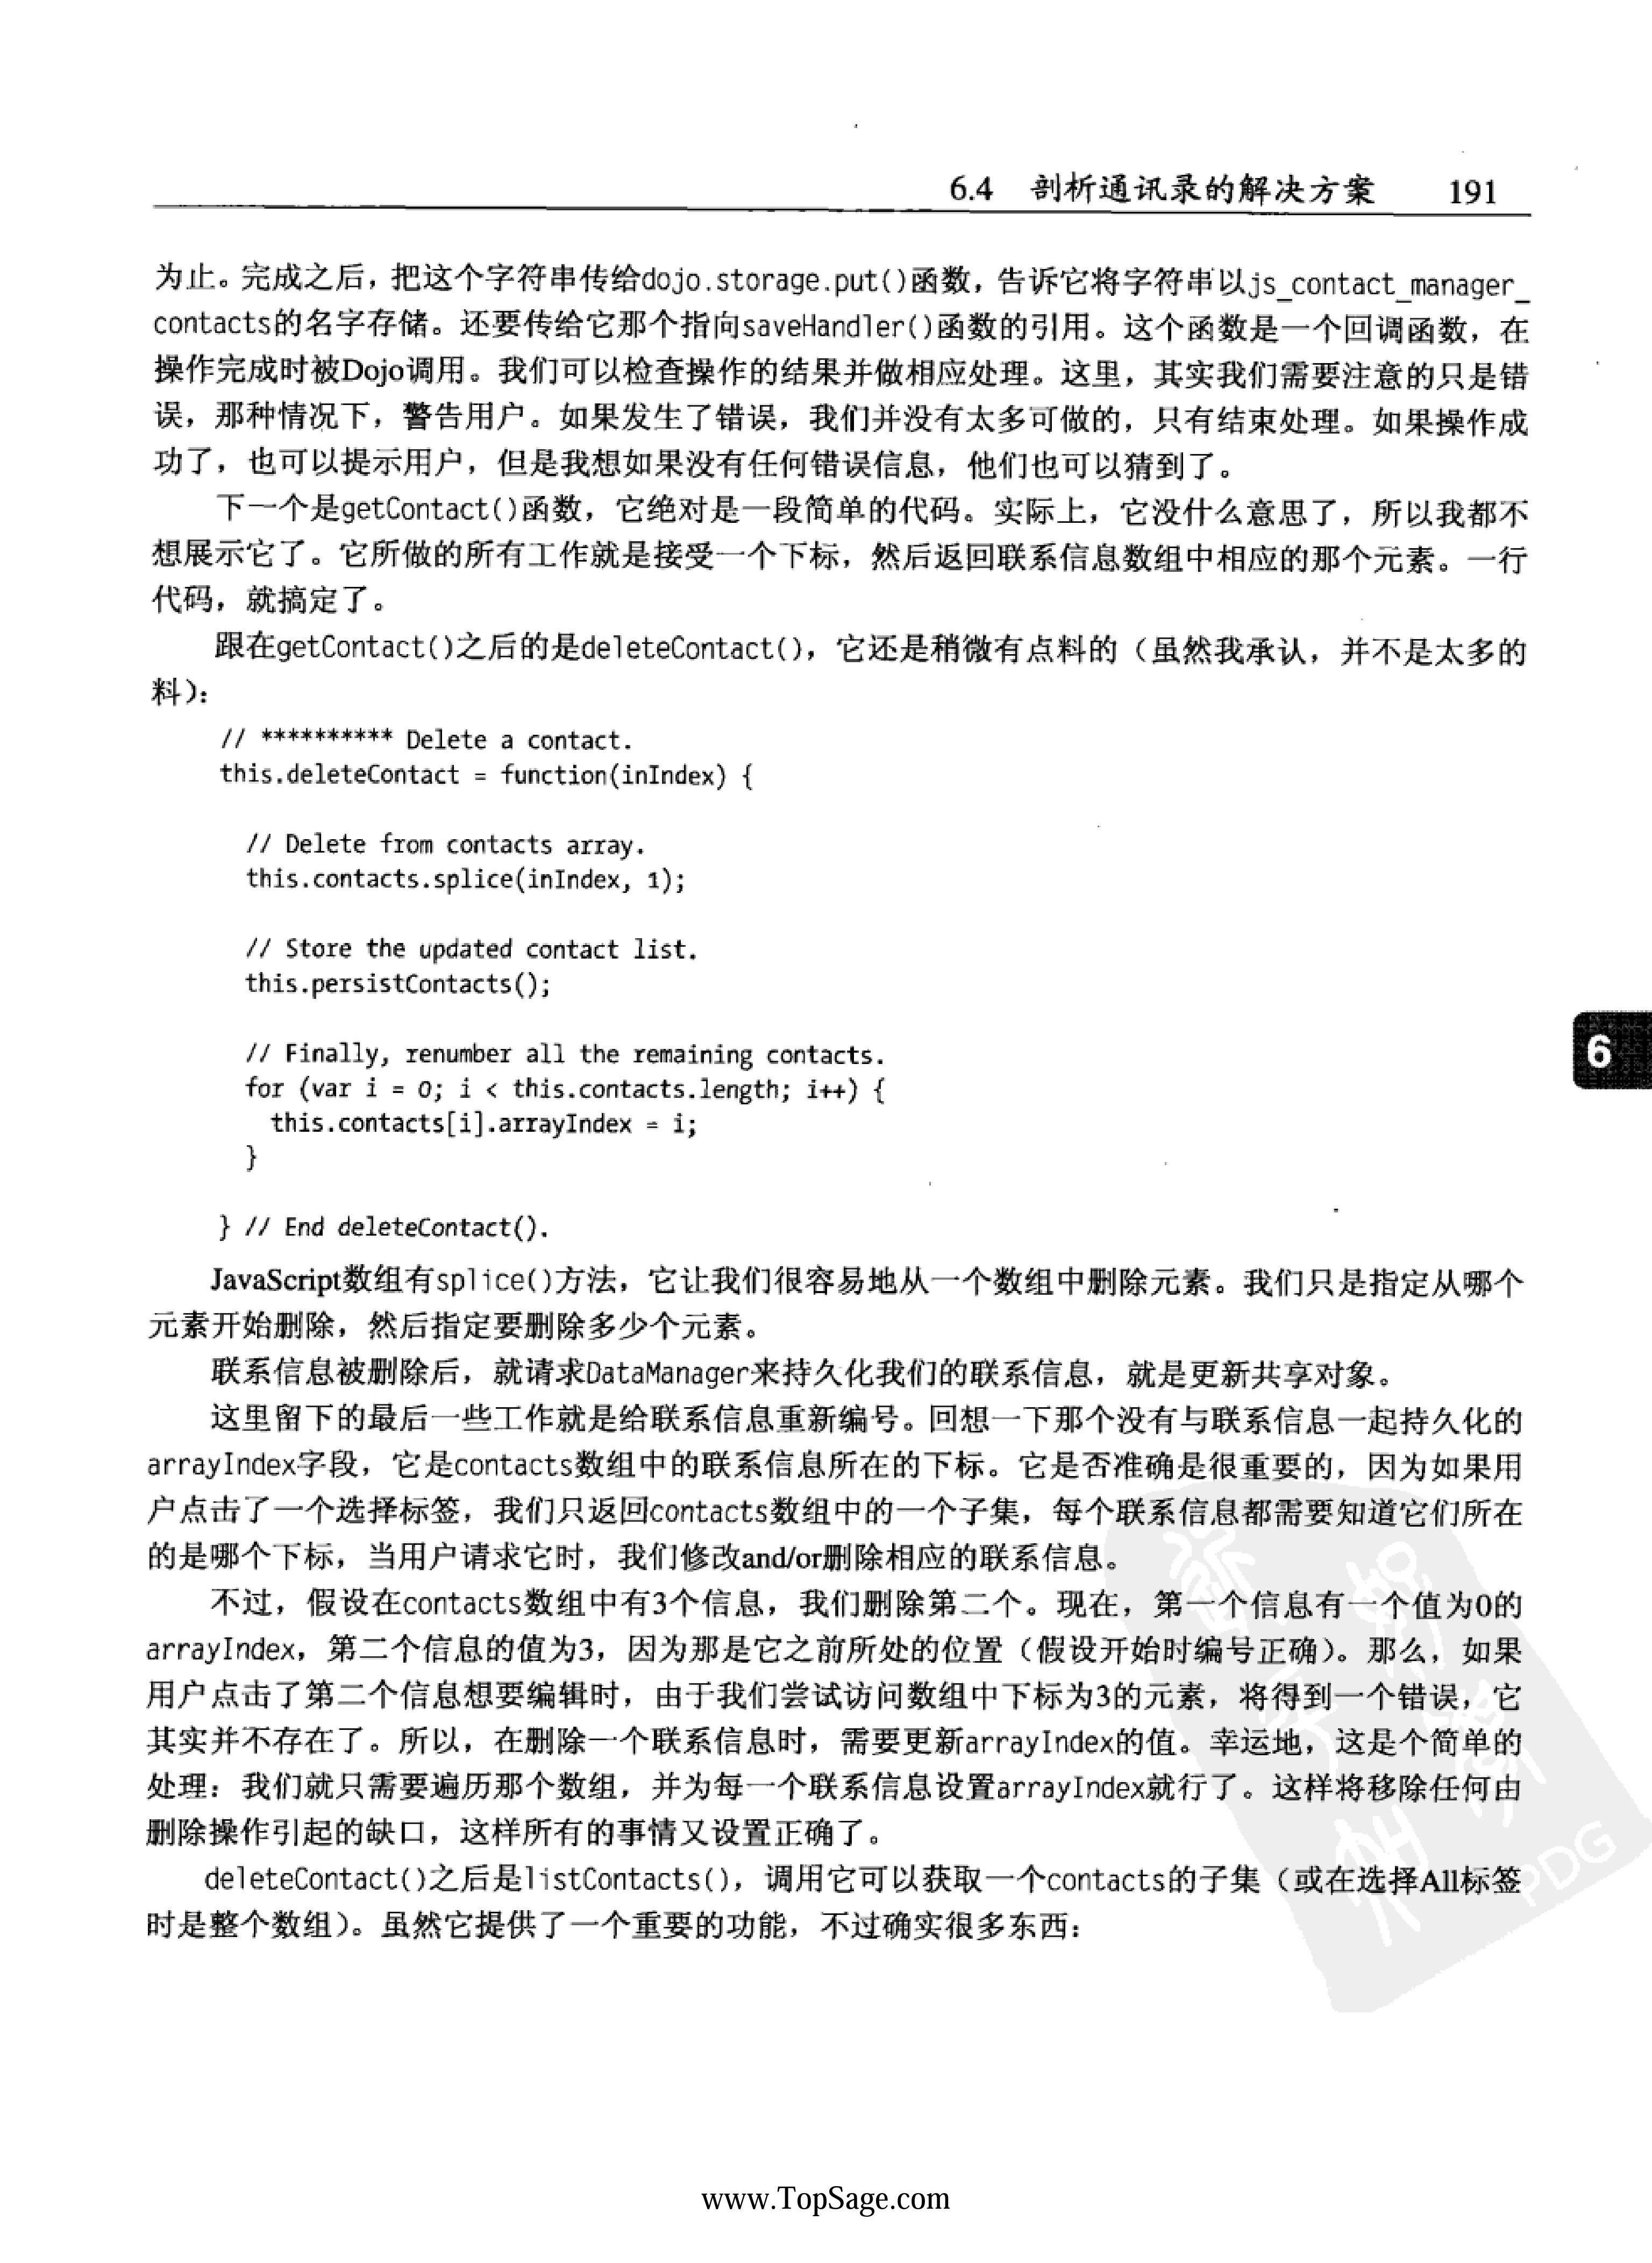 6.4 剖析通讯录的解决方案 191
为止。完成之后，把这个字符串传给dojo.storage.put()函数，告诉它将字符串以js_contact_manager_
contacts的名字存储。还要传给它那个指向saveHandler()函数的引用。这个函数是一个回调函数，在
操作完成时被Dojo调用。我们可以检查操作的结果并做相应处理。这里，其实我们需要注意的只是错
误，那种情况下，警告用户。如果发生了错误，我们并没有太多可做的，只有结束处理。如果操作成
功了，也可以提示用户，但是我想如果没有任何错误信息，他们也可以猜到了。
下一个是getContact()函数，它绝对是一段简单的代码。实际上，它没什么意思了，所以我都不
想展示它了。它所做的所有工作就是接受一个下标，然后返回联系信息数组中相应的那个元素。一行
代码，就搞定了。
跟在getContact()之后的是deleteContact()，它还是稍微有点料的（虽然我承认，并不是太多的
料）：
// ********** Delete a contact.
this.deleteContact = function(inIndex) {
// Delete from contacts array.
this.contacts.splice(inIndex, 1);
// Store the updated contact list.
this.persistContacts();
// Finally, renumber all the remaining contacts.
for (var i = 0; i < this.contacts.length; i++) {
this.contacts[i].arrayIndex = i;
}
6
} // End deleteContact().
JavaScript数组有splice()方法，它让我们很容易地从一个数组中删除元素。我们只是指定从哪个
元素开始删除，然后指定要删除多少个元素。
联系信息被删除后，就请求DataManager来持久化我们的联系信息，就是更新共享对象。
这里留下的最后一些工作就是给联系信息重新编号。回想一下那个没有与联系信息一起持久化的
arrayIndex字段，它是contacts数组中的联系信息所在的下标。它是否准确是很重要的，因为如果用
户点击了一个选择标签，我们只返回contacts数组中的一个子集，每个联系信息都需要知道它们所在
的是哪个下标，当用户请求它时，我们修改and/or删除相应的联系信息。
不过，假设在contacts数组中有3个信息，我们删除第二个。现在，第一个信息有一个值为0的
arrayIndex，第二个信息的值为3，因为那是它之前所处的位置（假设开始时编号正确）。那么，如果
用户点击了第二个信息想要编辑时，由于我们尝试访问数组中下标为3的元素，将得到一个错误，它
其实并不存在了。所以，在删除一个联系信息时，需要更新arrayIndex的值。幸运地，这是个简单的
处理：我们就只需要遍历那个数组，并为每一个联系信息设置arrayIndex就行了。这样将移除任何由
删除操作引起的缺口，这样所有的事情又设置正确了。
deleteContact()之后是listContacts()，调用它可以获取一个contacts的子集（或在选择All标签
时是整个数组）。虽然它提供了一个重要的功能，不过确实很多东西：
PDG
www.TopSage.com